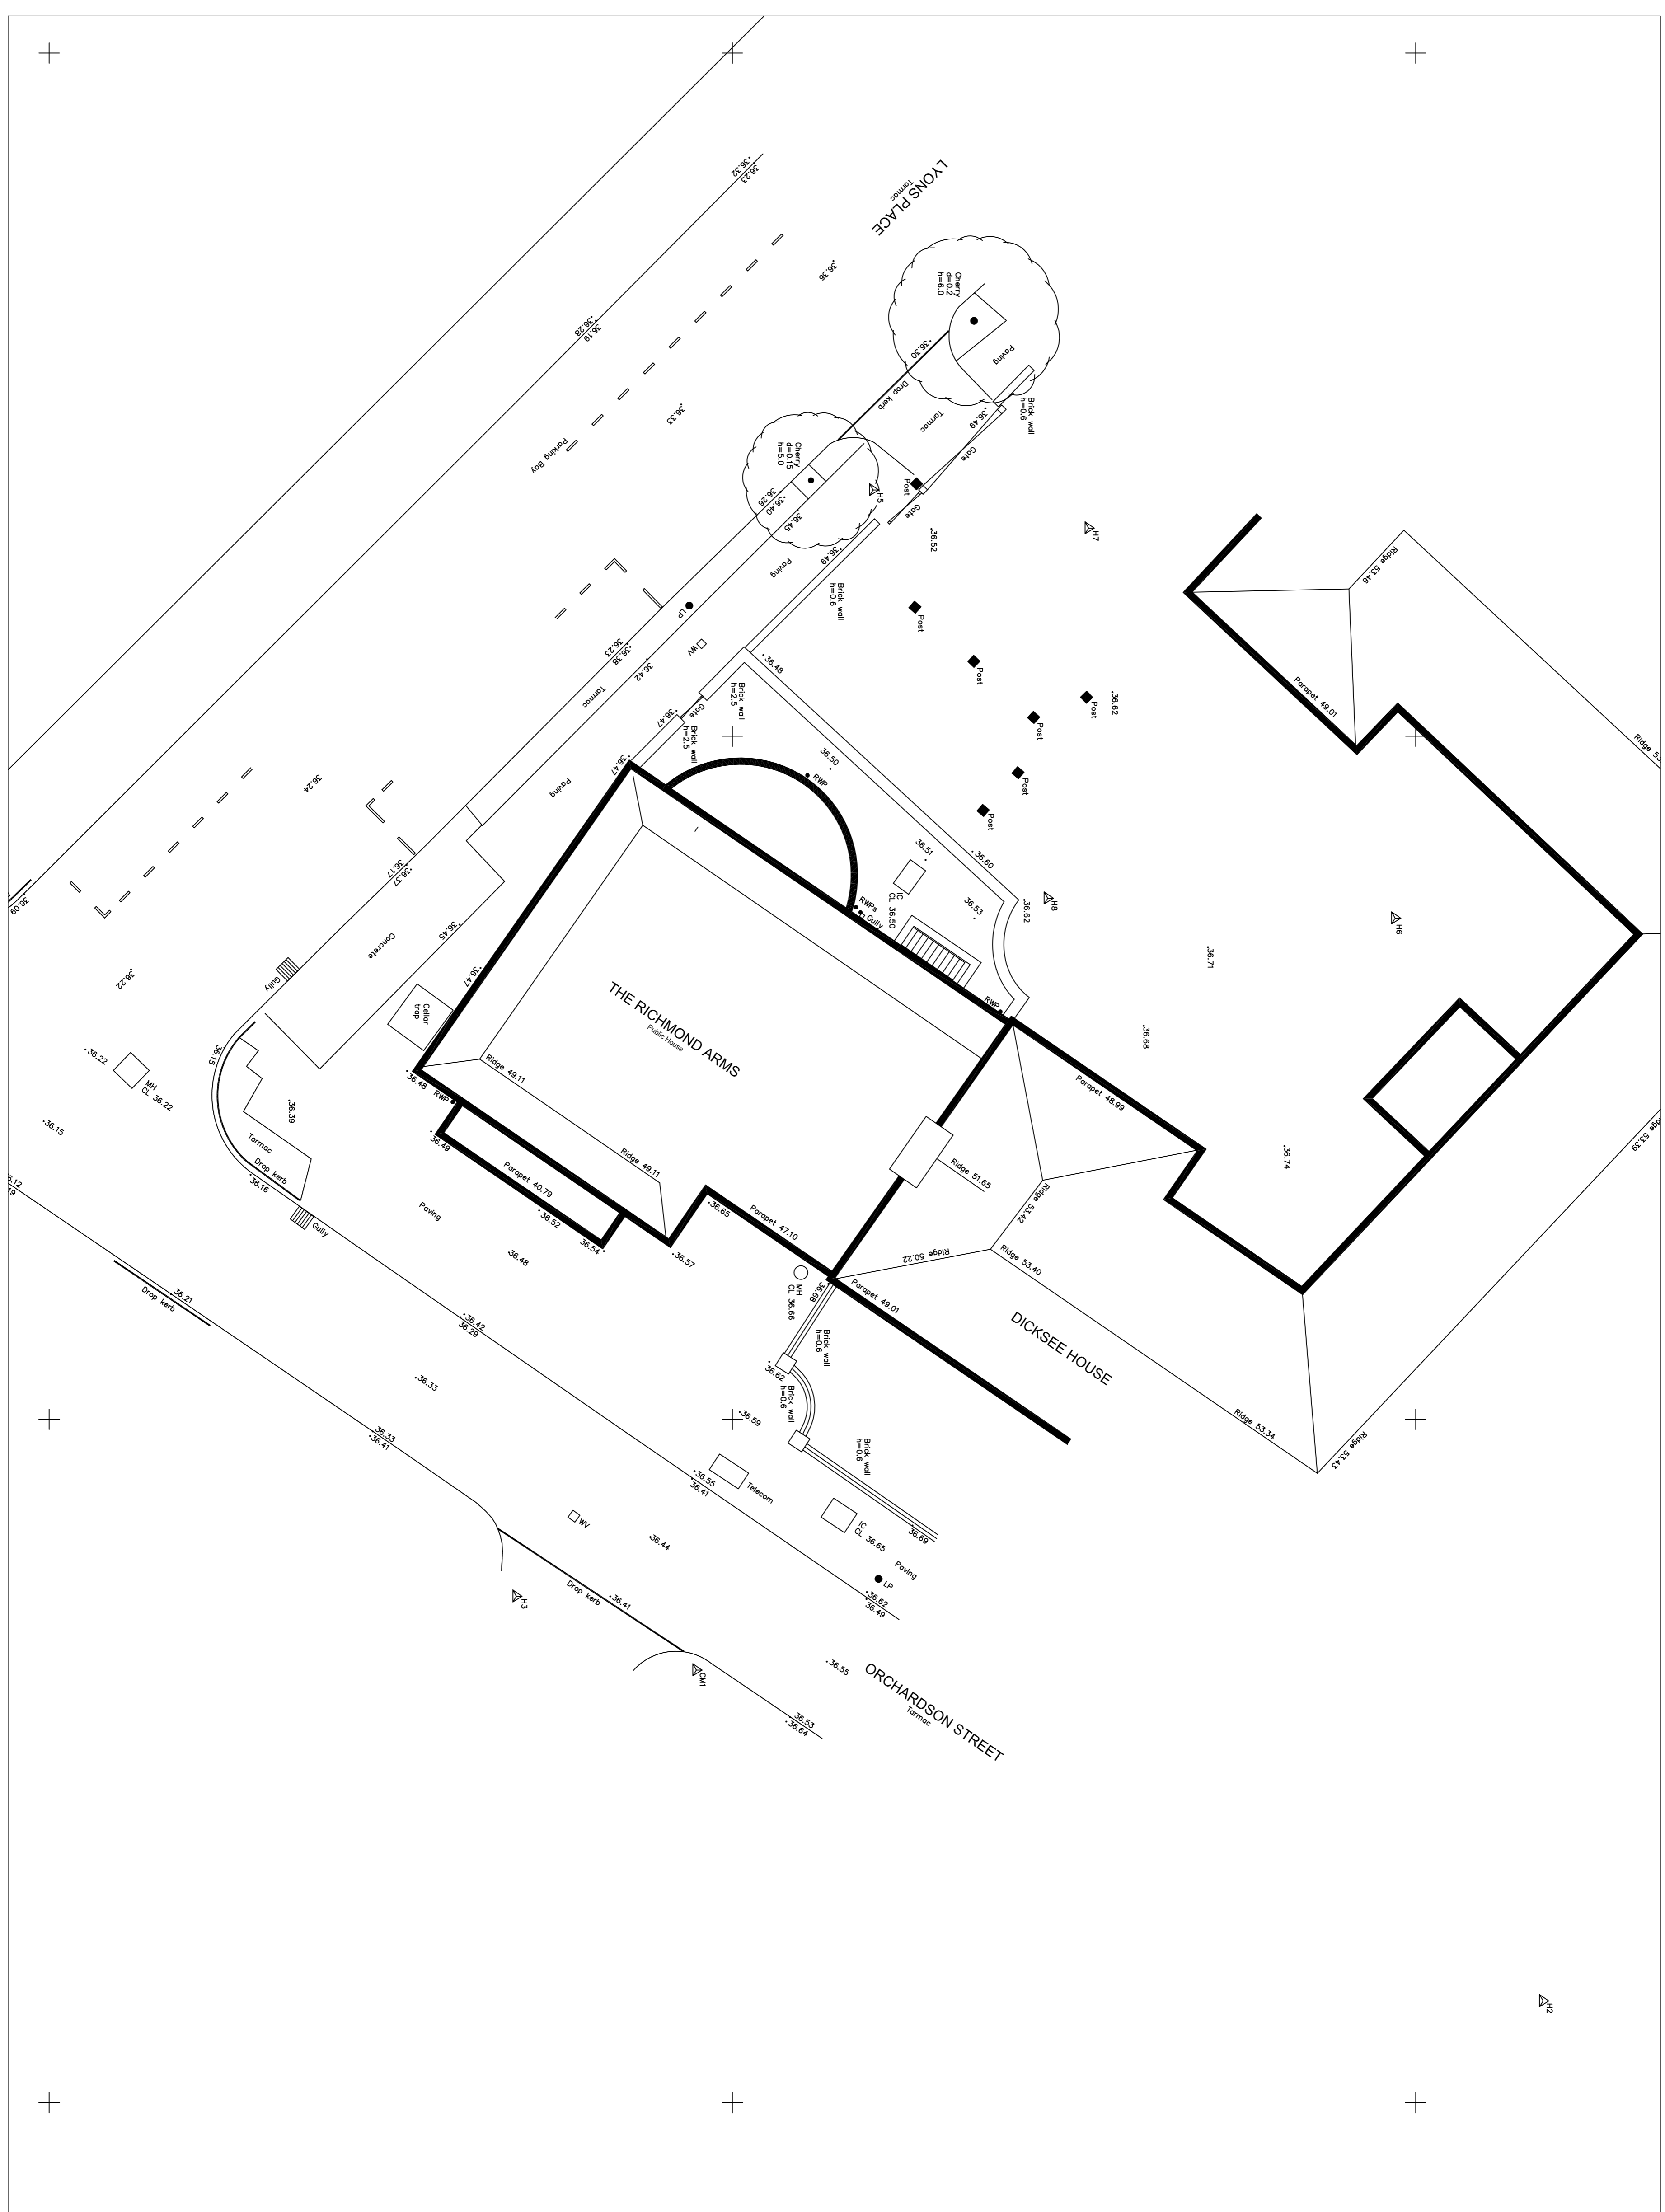 36.32
36.23
LYONS PLACE
Tarmac
36.36
Cherry
d=0.2
h=6.0
36.28
36.19
36.30
Paving
Drop kerb
Tarmac
36.49
Brick wall
h=0.6
36.33
Parking Bay
Cherry
d=0.15
h=5.0
Gate
Post
H5
36.26
36.40
36.45
Gate
36.52
H7
36.49
Paving
Brick wall
h=0.6
Ridge 53.46
LP
Post
WV
36.23
36.38
36.42
36.48
Post
Tarmac
Brick wall
h=2.5
Gate
36.47
Brick wall
h=2.5
Post
36.62
Post
Parapet 49.01
36.47
36.50
RWP
Post
Post
36.24
Paving
36.51
36.60
36.17
36.37
IC
CL 36.50
RWPs
Gully
36.53
36.62
H8
H6
36.09
36.45
Concrete
36.71
36.22
Gully
36.47
Cellar
trap
THE RICHMOND ARMS
Public House
RWP
36.68
36.22
MH
CL 36.22
36.15
36.15
36.39
Tarmac
Drop kerb
36.16
36.48
RWP
Ridge 49.11
36.49
Parapet 40.79
Ridge 49.11
Parapet 48.99
36.74
Ridge 51.65
Ridge 53.42
Ridge 53.39
36.12
Paving
36.52
36.54
36.48
36.57
36.65
Parapet 47.10
Ridge 50.22
Ridge 53.40
Gully
MH
CL 36.66
36.68
Parapet 49.01
36.21
Drop kerb
36.42
36.29
Brick wall
h=0.6
DICKSEE HOUSE
36.33
36.62
Brick wall
h=0.6
36.59
Ridge 53.34
Ridge 53.43
36.33
36.41
Brick wall
h=0.6
36.55
36.41
Telecom
IC
CL 36.65
36.69
WV
36.44
Paving
LP
36.62
36.49
H3
Drop kerb
36.41
CM1
36.55
ORCHARDSON STREET
Tarmac
36.53
36.64
H2